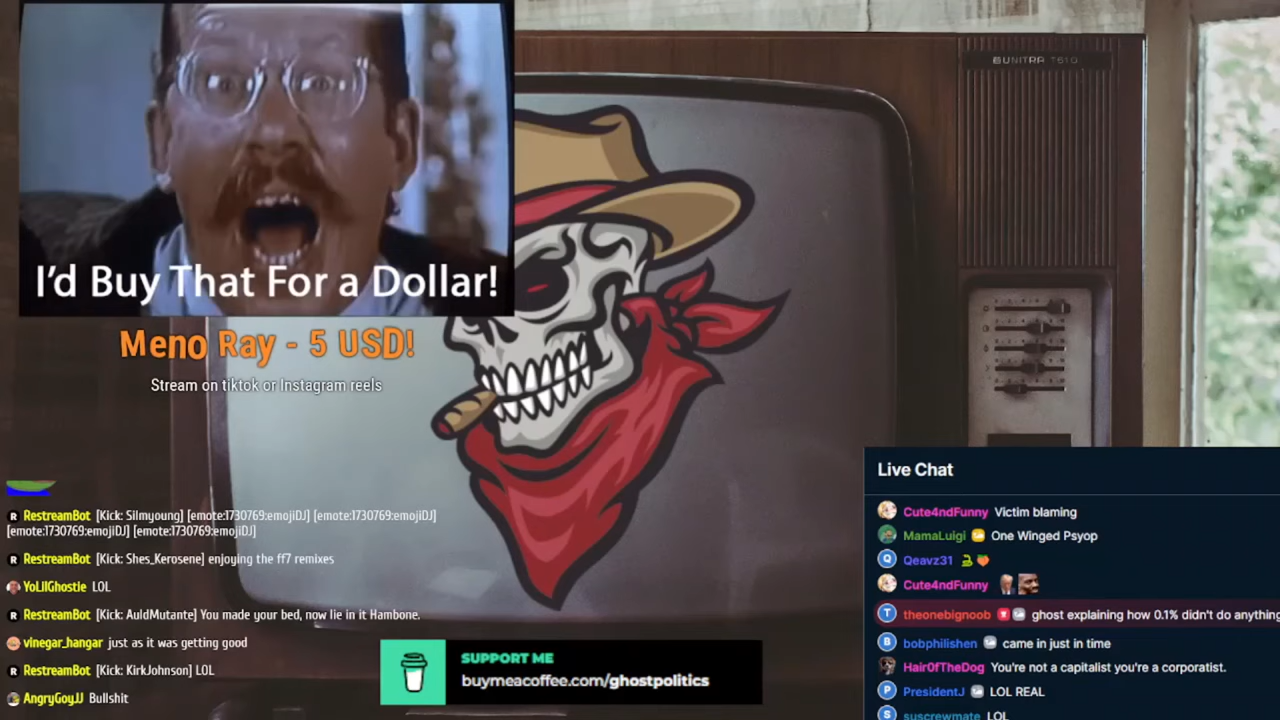 I'd Buy That For a Dollar!
Meno Ray - 5 USD!
Stream on tiktok or Instagram reels
RestreamBot [Kick: Silmyoung] [emote:1730769:emojiDJ] [emote:1730769:emojiDJ]
[emote:1730769:emojiDJ] [emote:1730769:emojiDJ]
RestreamBot [Kick: Shes_Kerosene] enjoying the ff7 remixes
YoLilGhostie LOL
RestreamBot [Kick: AuldMutante] You made your bed, now lie in it Hambone.
vinegar_hangar just as it was getting good
RestreamBot [Kick: KirkJohnson] LOL
AngryGoyJJ Bullshit
SUPPORT ME
buymeacoffee.com/ghostpolitics
Live Chat
Cute4ndFunny Victim blaming
MamaLuigi One Winged Psyop
Q Qeavz31
Cute4ndFunny
T theonebignoob ghost explaining how 0.1% didn't do anything
B bobphilishen came in just in time
Hair0fTheDog You're not a capitalist you're a corporatist.
P PresidentJ LOL REAL
S suscrewmate LOL